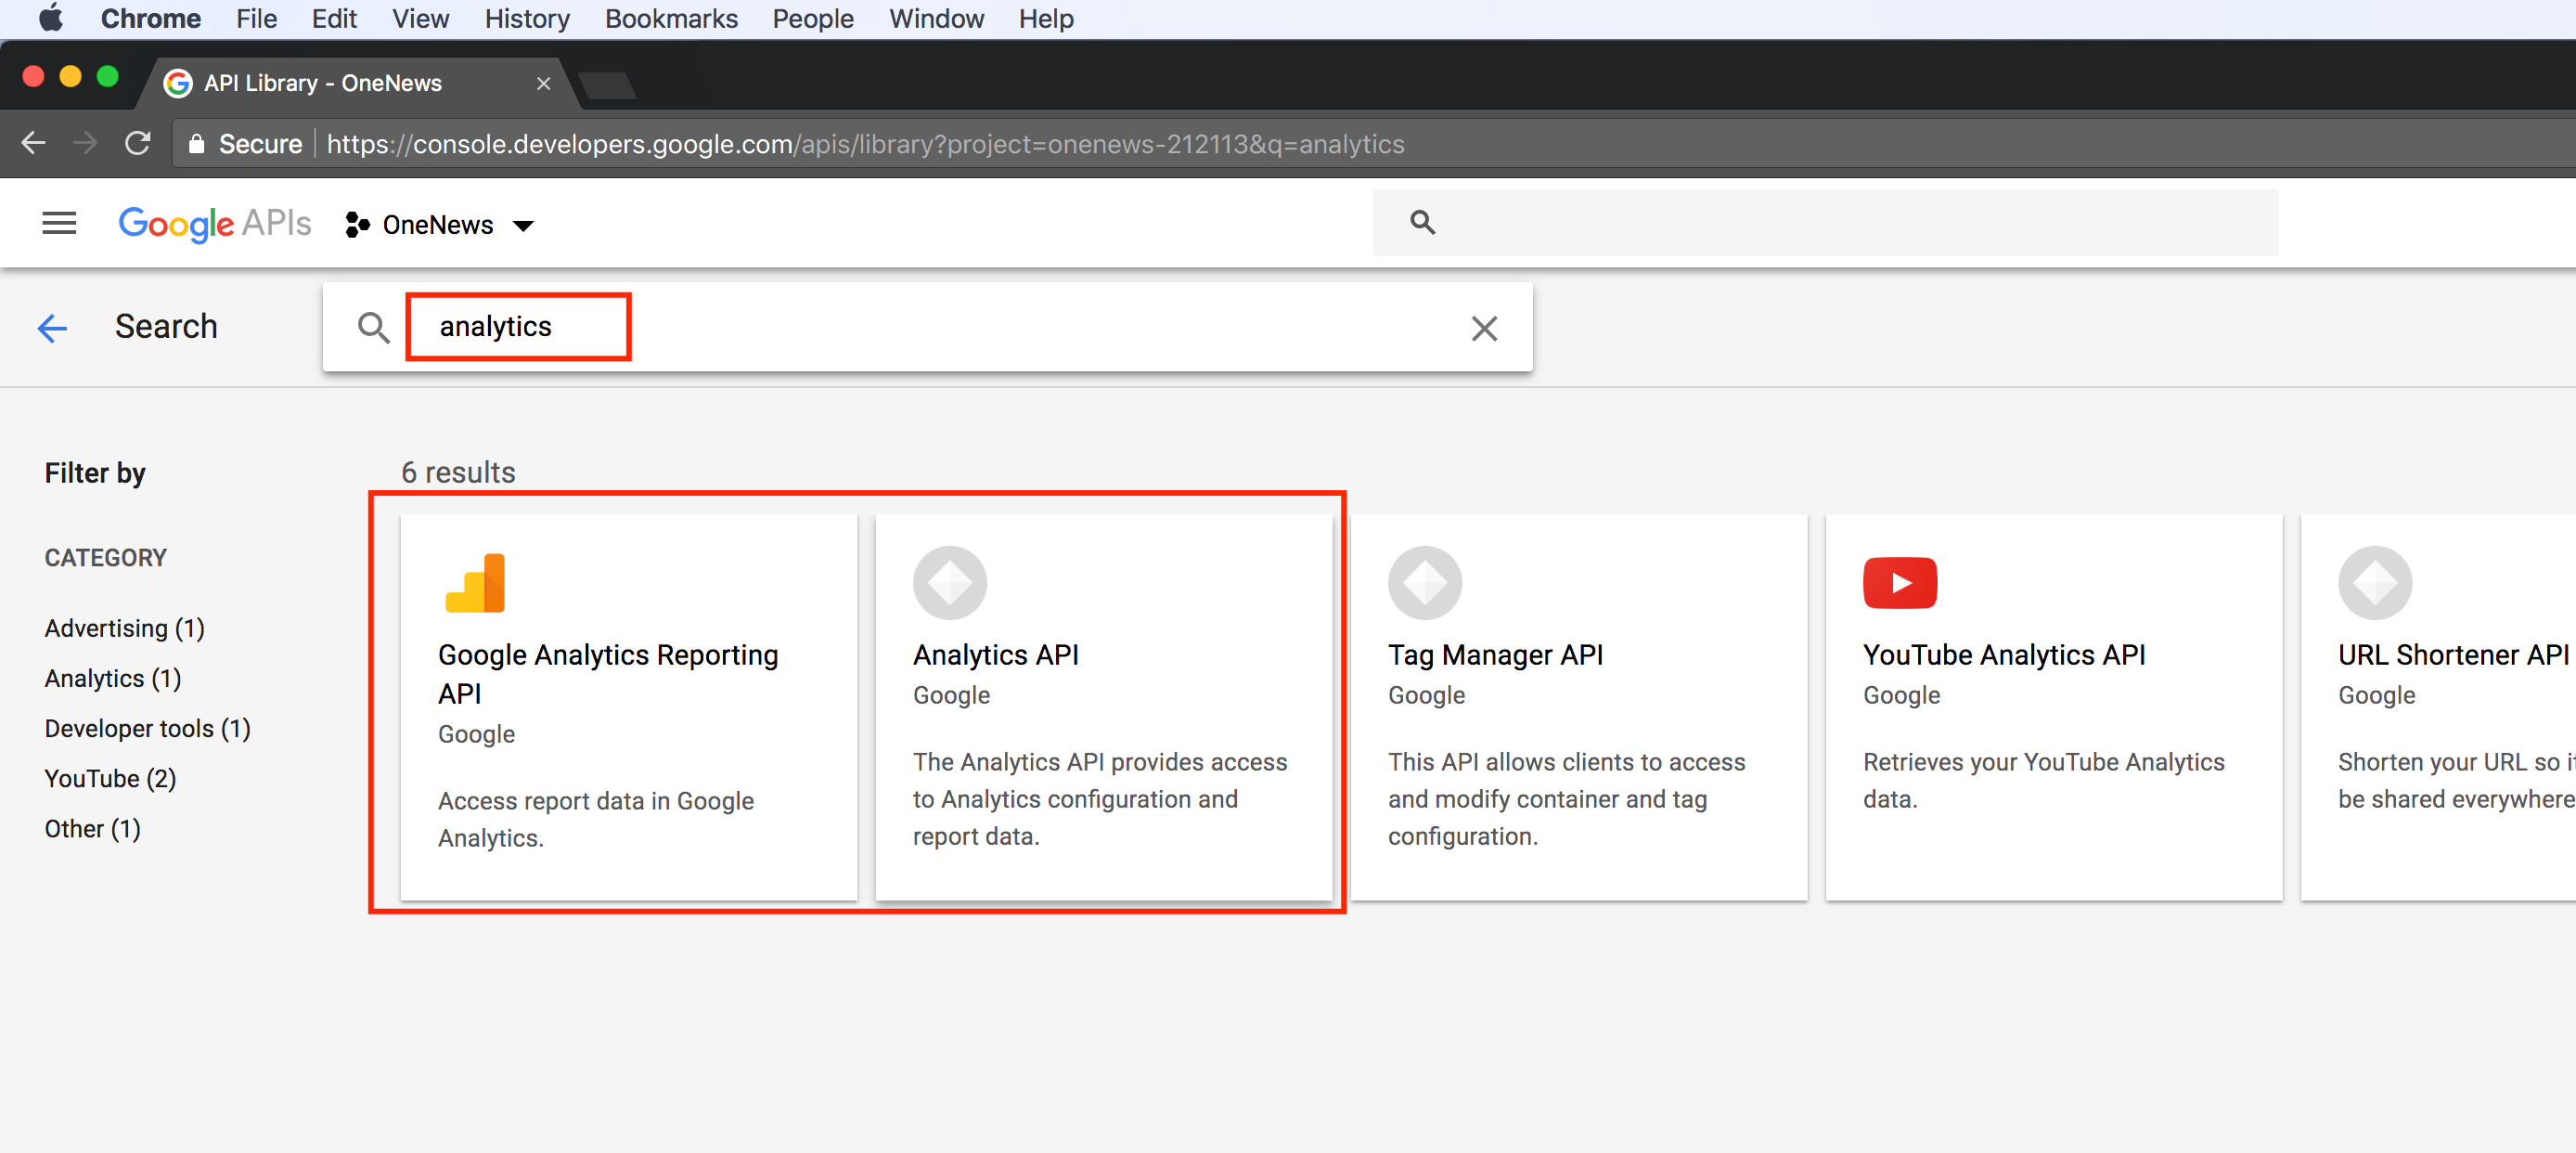 Chrome File Edit View History Bookmarks People Window Help
API Library - OneNews
Secure https://console.developers.google.com/apis/library?project=onenews-212113&q=analytics
Google APIs OneNews
Search analytics
Filter by
6 results
CATEGORY
Advertising (1)
Analytics (1)
Developer tools (1)
YouTube (2)
Other (1)
Google Analytics Reporting
API
Google
Access report data in Google
Analytics.
Analytics API
Google
The Analytics API provides access
to Analytics configuration and
report data.
Tag Manager API
Google
This API allows clients to access
and modify container and tag
configuration.
YouTube Analytics API
Google
Retrieves your YouTube Analytics
data.
URL Shortener API
Google
Shorten your URL so
be shared everywhere